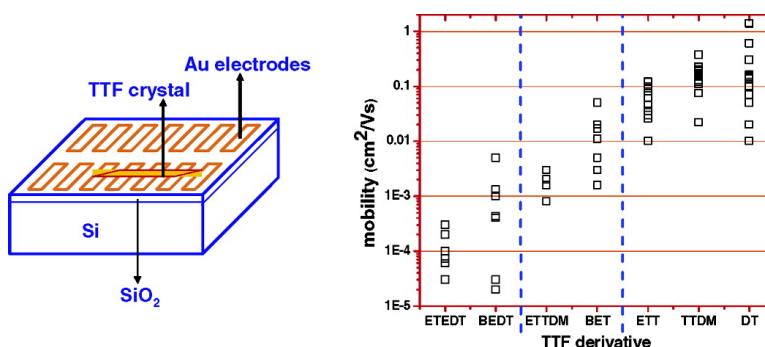 Au electrodes
TTF crystal
Si
SiO2
mobility (cm2/Vs)
1
0.1
0.01
1E-3
1E-4
1E-5
ETEDT BEDT ETTDM BET ETT TTDM DT
TTF derivative